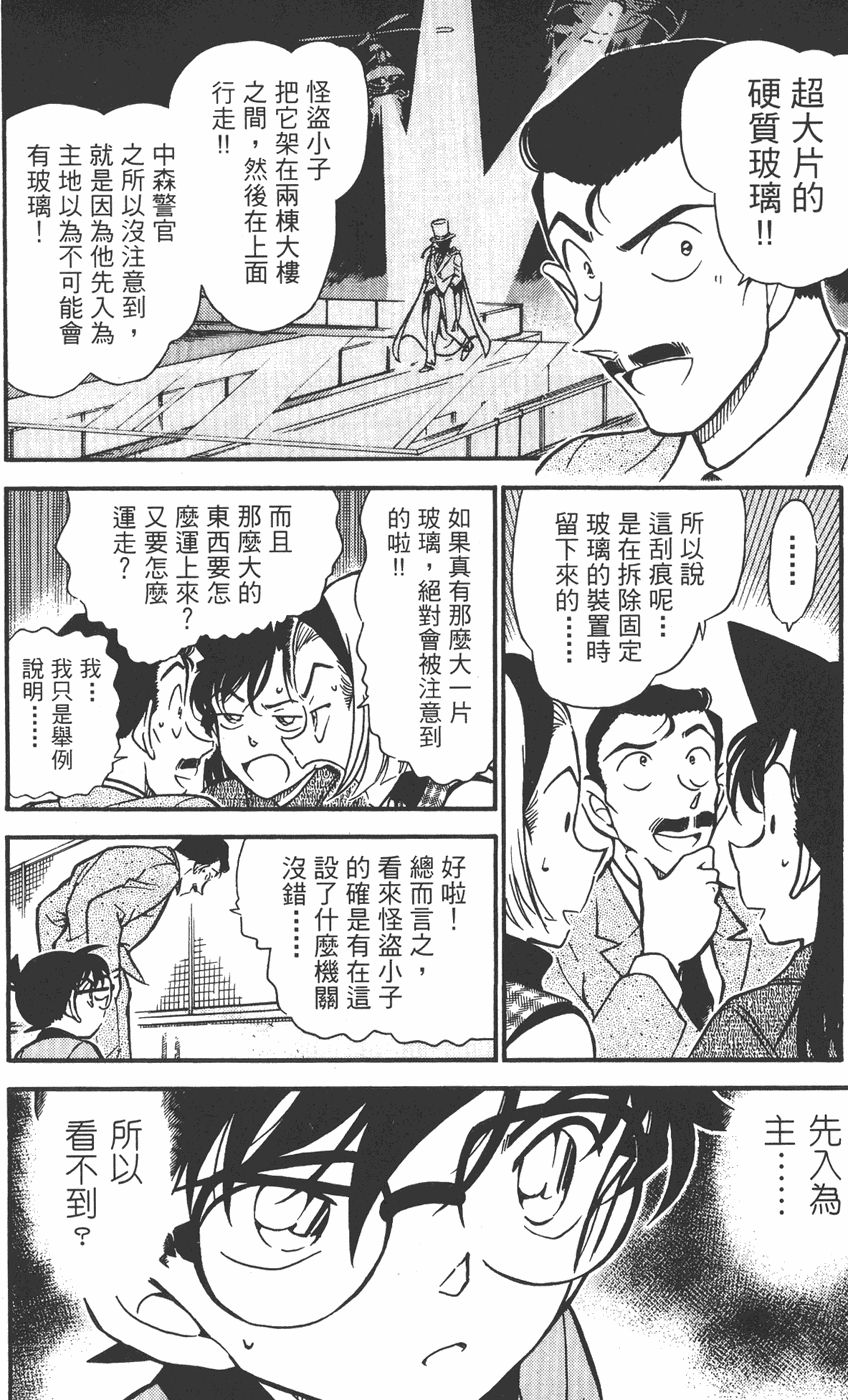 超大片的
硬質玻璃!!
怪盜小子
把它架在兩棟大樓
之間，然後在上面
行走!!
中森警官
之所以沒注意到，
就是因為他先入為
主地以為不可能會
有玻璃！
……
所以說
這刮痕呢…
是在拆除固定
玻璃的裝置時
留下來的……
如果真有那麼大一片
玻璃，絕對會被注意到
的啦!!
而且
那麼大的
東西要怎
麼運上來？
又要怎麼
運走？
我…
我只是舉例
說明……
好啦！
總而言之，
看來怪盜小子
的確是有在這
設了什麼機關
沒錯……
先入為
主……
所以
看不到？